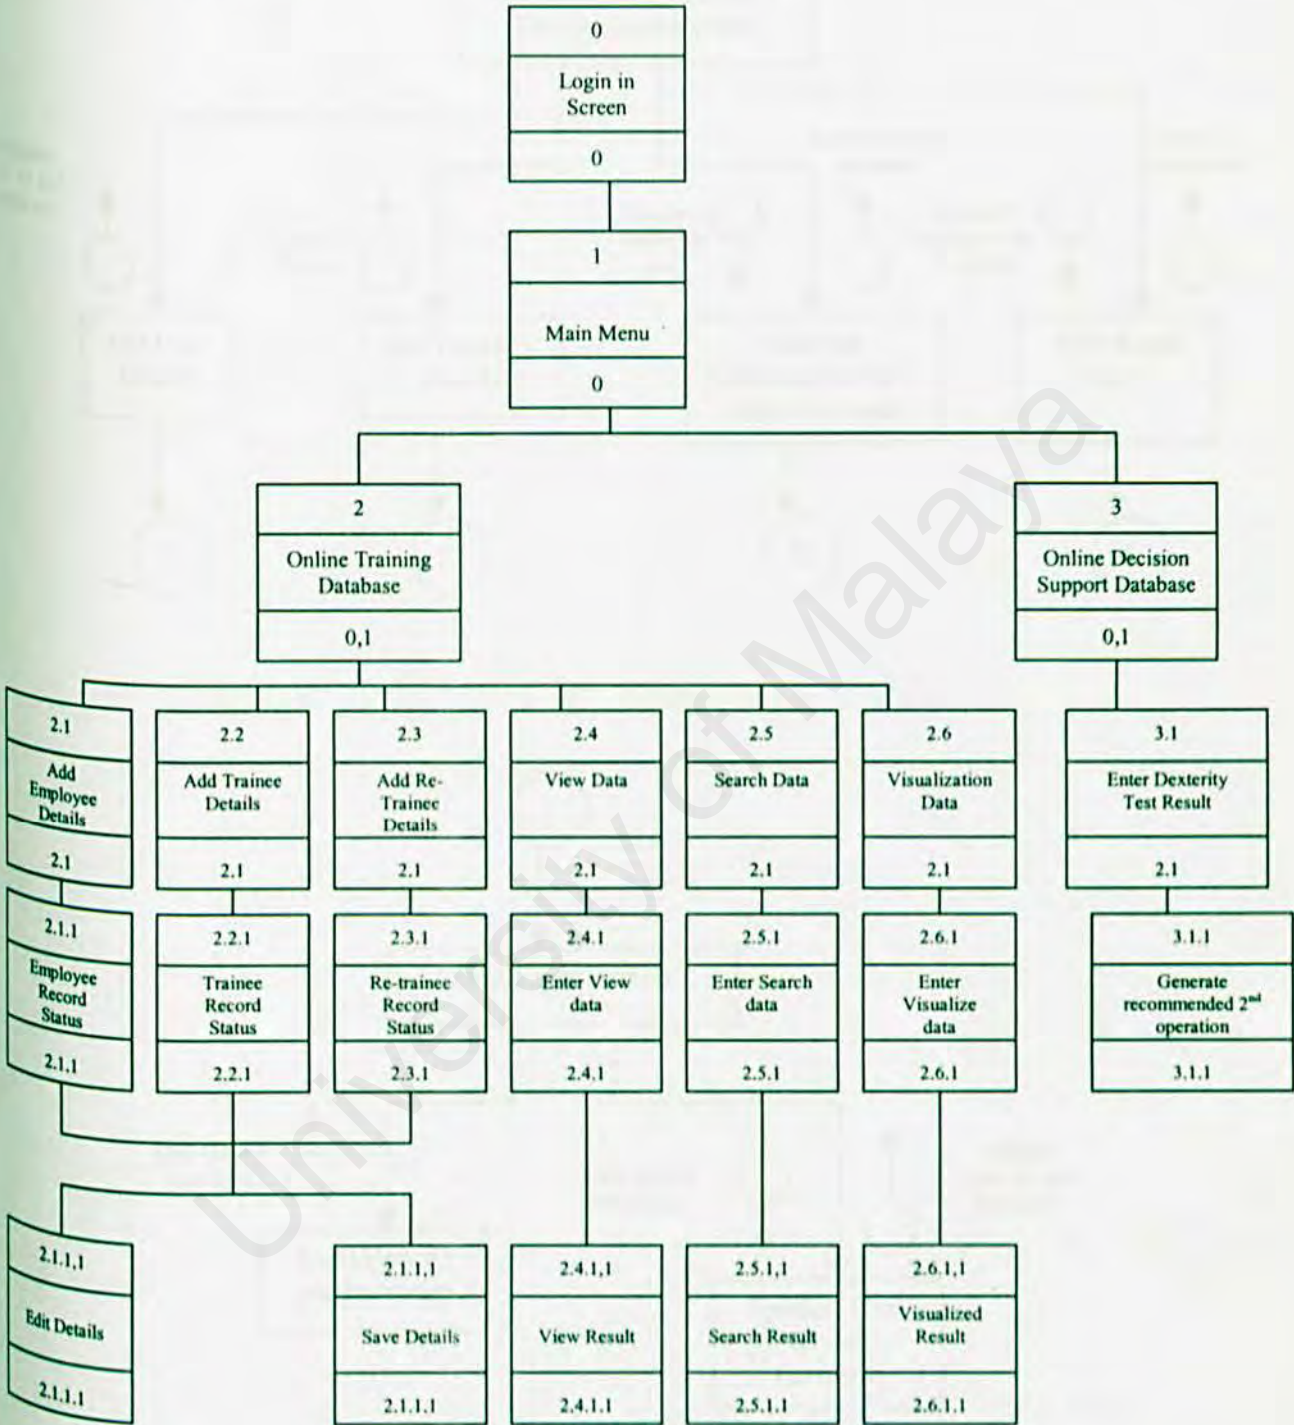 0
Login in
Screen
0
1
Main Menu
0
2
Online Training
Database
0,1
3
Online Decision
Support Database
0,1
2.1
Add
Employee
Details
2.1
2.2
Add Trainee
Details
2.1
2.3
Add Re-
Trainee
Details
2.1
2.4
View Data
2.1
2.5
Search Data
2.1
2.6
Visualization
Data
2.1
3.1
Enter Dexterity
Test Result
2.1
2.1.1
Employee
Record
Status
2.1.1
2.2.1
Trainee
Record
Status
2.2.1
2.3.1
Re-trainee
Record
Status
2.3.1
2.4.1
Enter View
data
2.4.1
2.5.1
Enter Search
data
2.5.1
2.6.1
Enter
Visualize
data
2.6.1
3.1.1
Generate
recommended 2nd
operation
3.1.1
2.1.1,1
Edit Details
2.1.1.1
2.1.1,1
Save Details
2.1.1.1
2.4.1,1
View Result
2.4.1.1
2.5.1,1
Search Result
2.5.1.1
2.6.1,1
Visualized
Result
2.6.1.1
University of Malaya